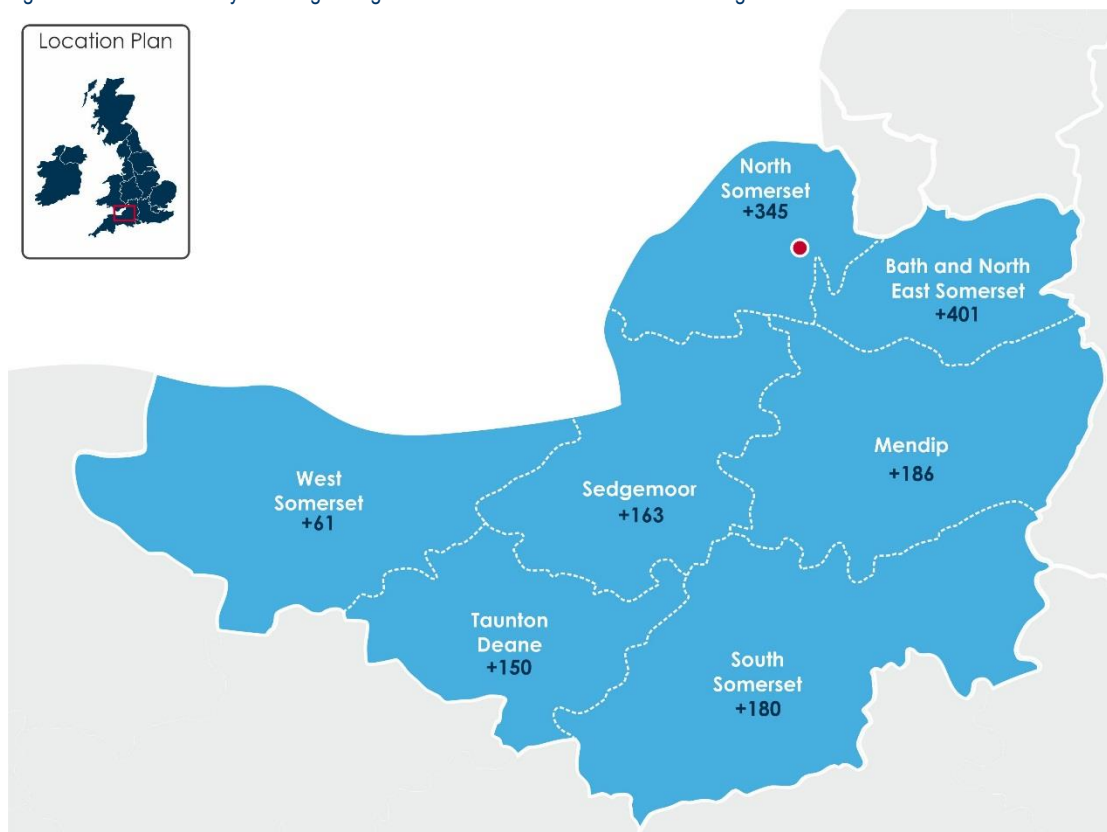 Location Plan
North
Somerset
+345
Bath and North
East Somerset
+401
Mendip
+186
West
Somerset
+61
Sedgemoor
+163
Taunton
Deane
+150
South
Somerset
+180